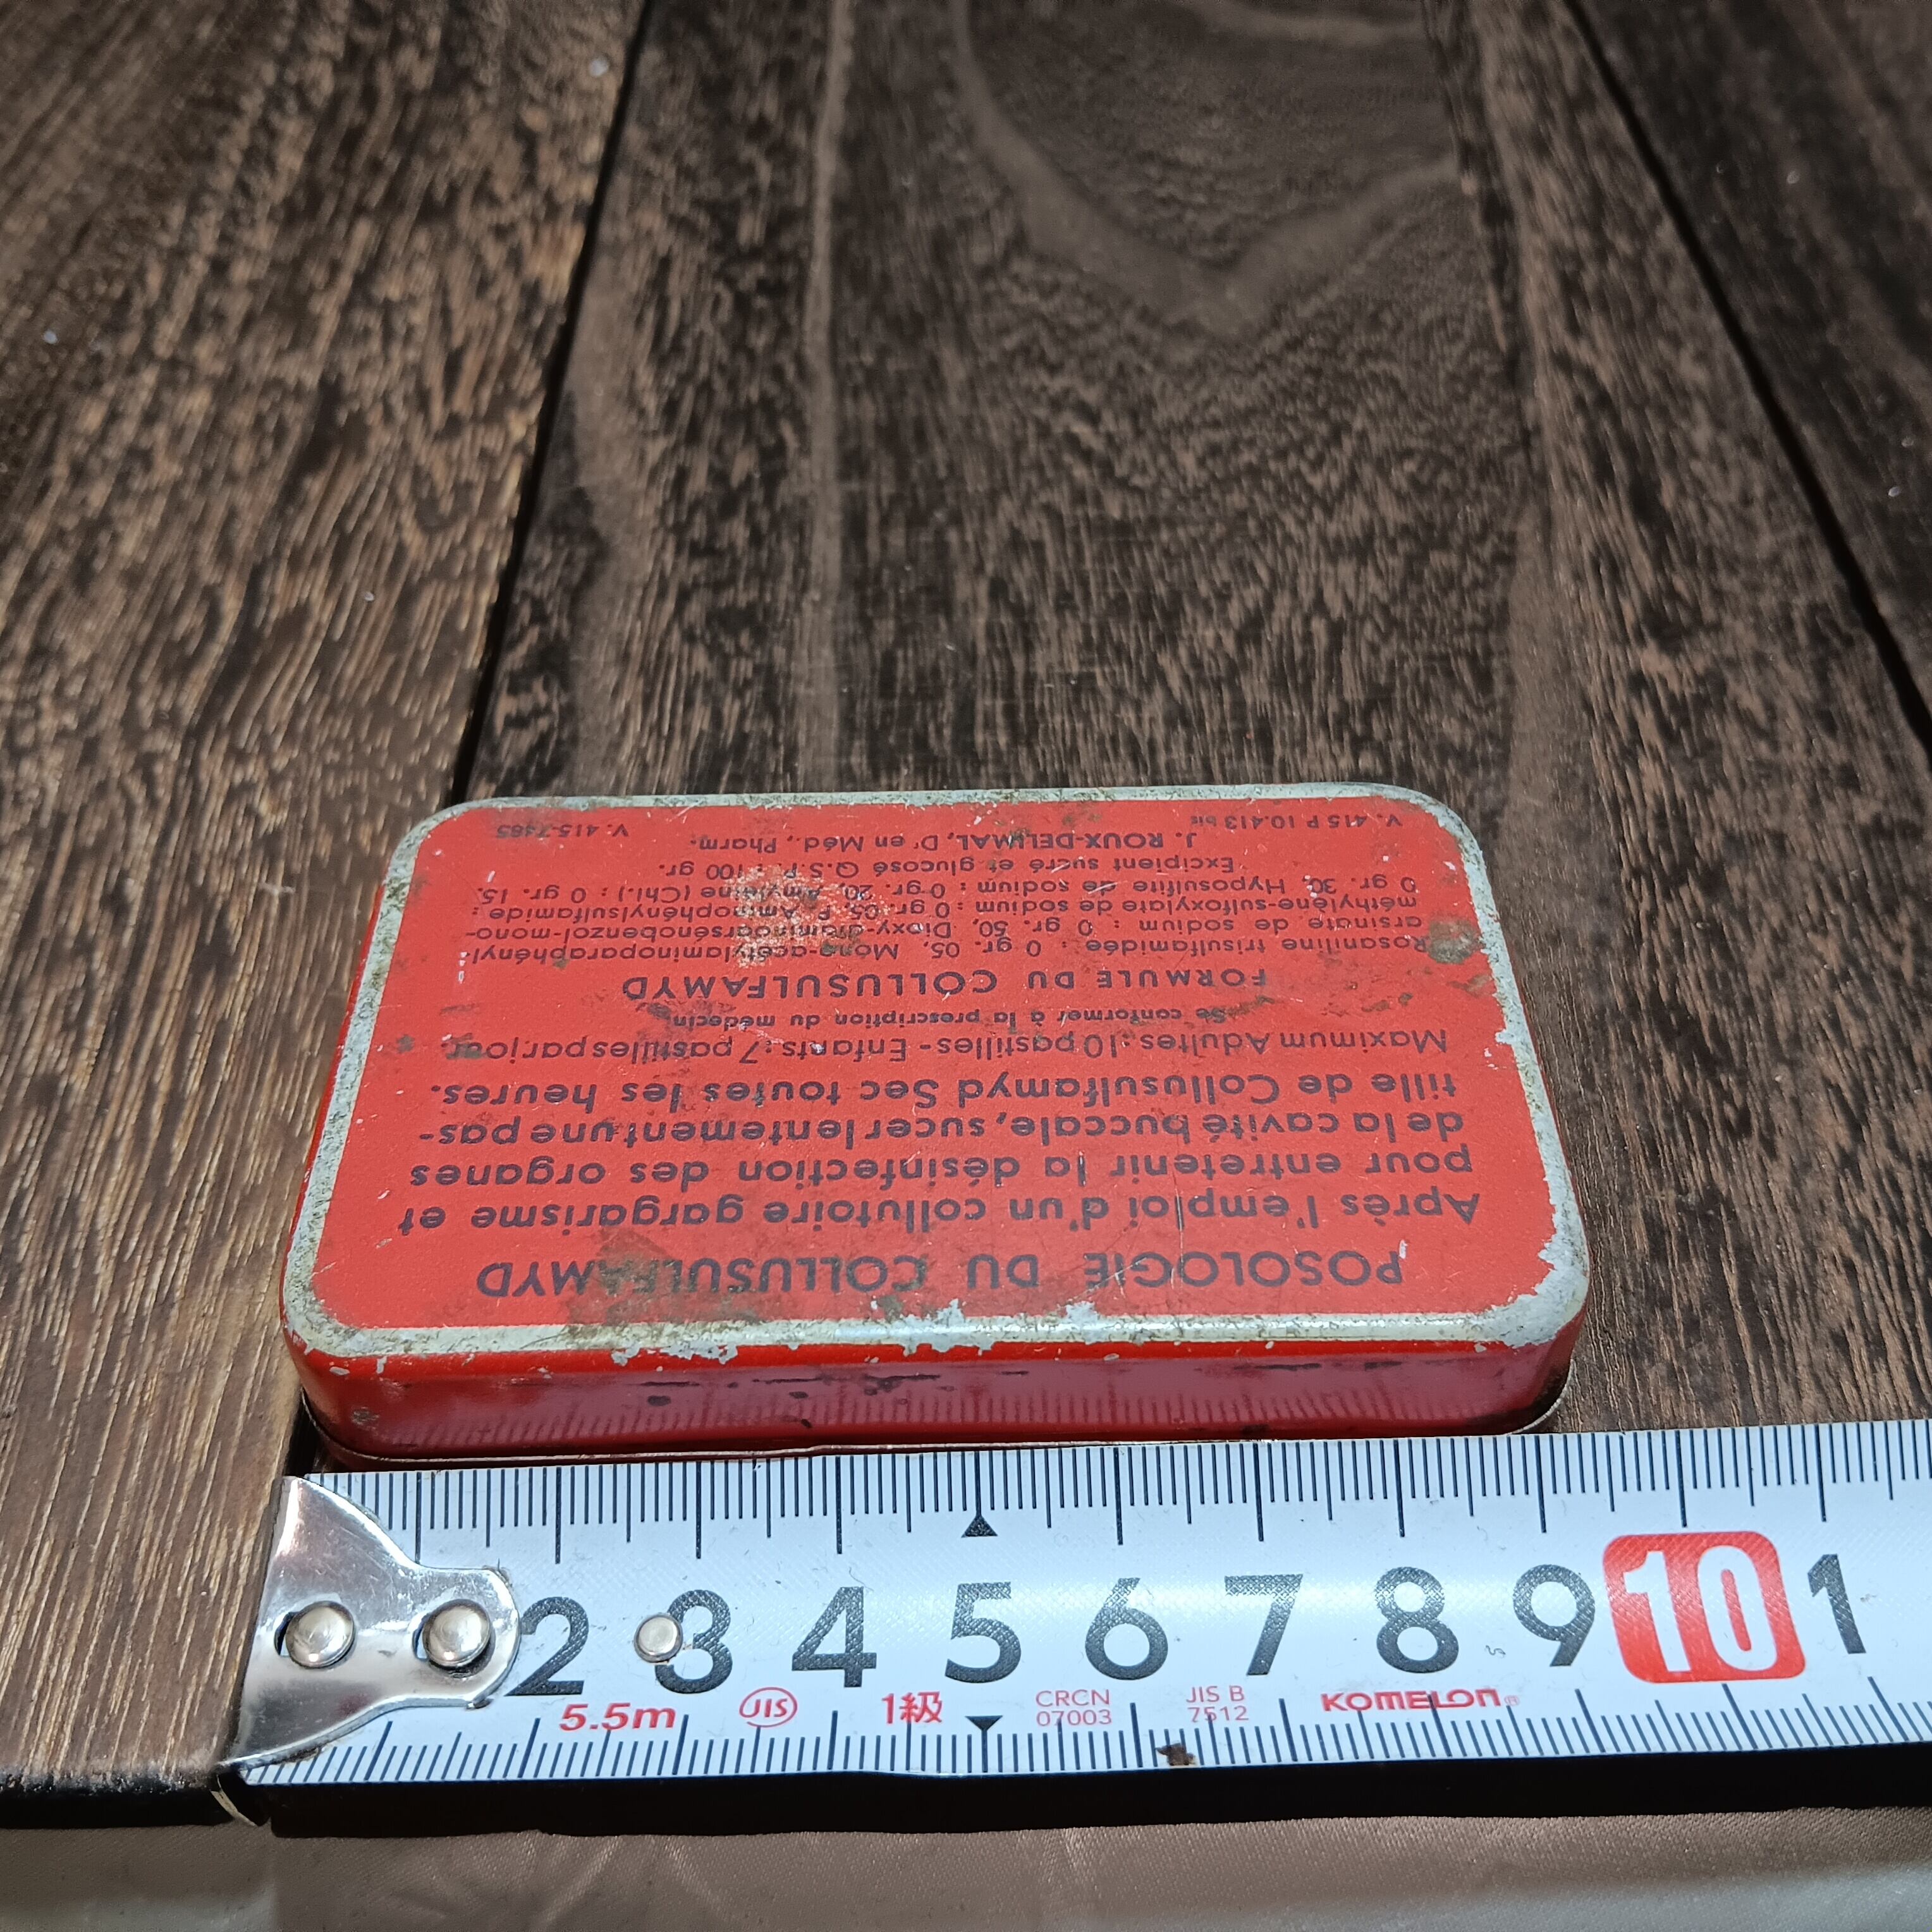 POSOLOGIE DU COLLUSULFAMYD
Après l'emploi d'un collutoire gargarisme et
pour entretenir la désinfection des organes
de la cavité buccale, sucer lentement une pas-
tille de Collusulfamyd Sec toutes les heures.
Maximum Adultes: 10 pastilles - Enfants: 7 pastilles par jour.
Se conformer à la prescription du médecin
FORMULE DU COLLUSULFAMYD
Rosaniline trisulfamidée : 0 gr. 05, Mono-acétylaminoparaphényl-
arsinate de sodium : 0 gr. 50, Dioxy-diaminoarsénobenzol-mono-
méthylène-sulfoxylate de sodium : 0 gr. 05, P. Aminophénylsulfamide :
0 gr. 30, Hyposulfite de sodium : 0 gr. 20, Amyléine (Chl.) : 0 gr. 15.
Excipient sucré et glucosé Q.S.P. : 100 gr.
J. ROUX-DELIMAL, Dr en Méd., Pharm.
V. 415 P 10.413 bis
V. 415-7465
2 3 4 5 6 7 8 9 10 1
5.5m JIS 1級 CRCN 07003 JIS B 7512 KOMELON®